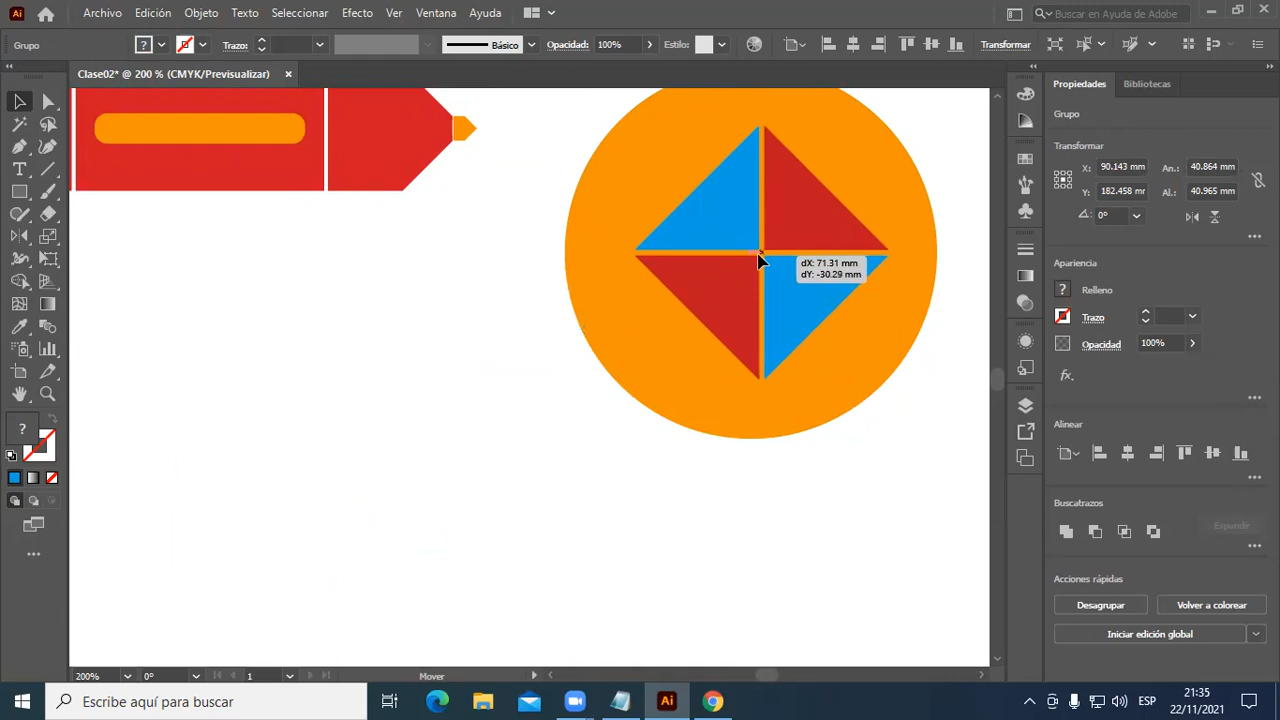 Ai
Archivo Edición Objeto Texto Seleccionar Efecto Ver Ventana Ayuda
Buscar en Ayuda de Adobe
Grupo
?
Trazo:
Básico
Opacidad: 100%
Estilo:
Transformar
Clase02* @ 200 % (CMYK/Previsualizar)
Propiedades Bibliotecas
Grupo
Transformar
X: 90.143 mm An.: 40.864 mm
Y: 182.458 mm Al.: 40.965 mm
0°
Apariencia
? Relleno
Trazo
Opacidad 100%
fx.
Alinear
Buscatrazos
Expandir
Acciones rápidas
Desagrupar Volver a colorear
Iniciar edición global
dX: 71.31 mm
dY: -30.29 mm
?
200% 0° 1 Mover
Escribe aquí para buscar
Ai
ESP
21:35
22/11/2021